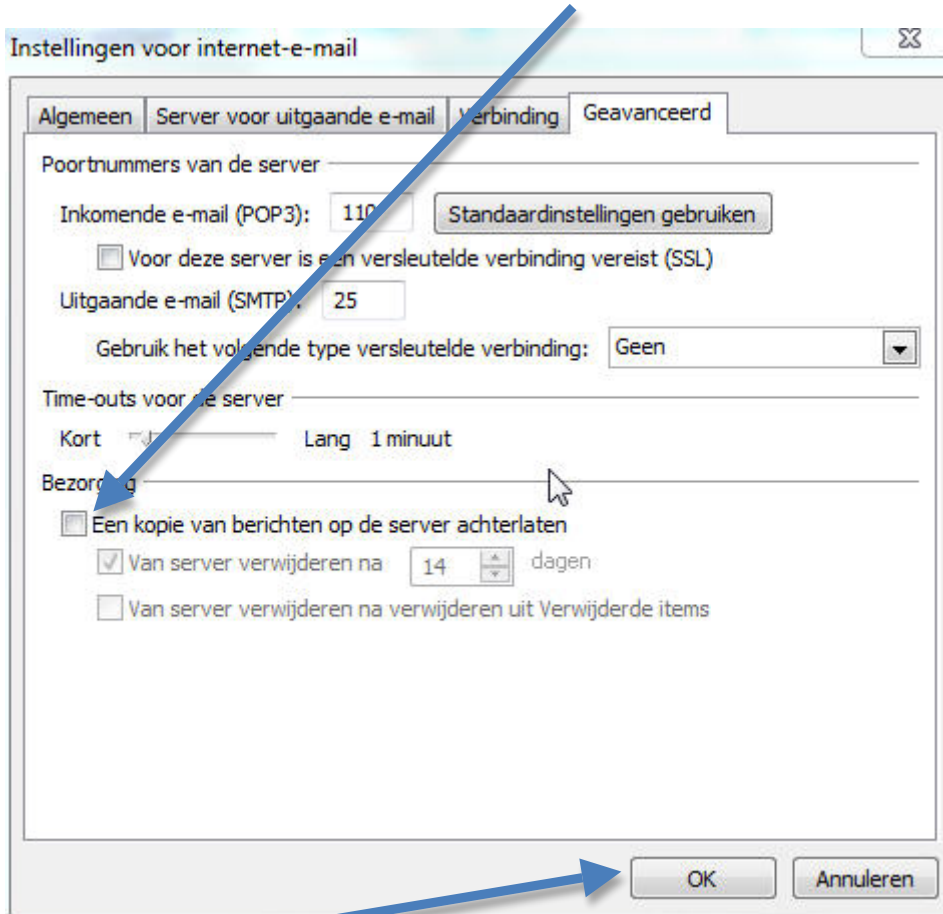 Instellingen voor internet-e-mail
Algemeen Server voor uitgaande e-mail Verbinding Geavanceerd
Poortnummers van de server
Inkomende e-mail (POP3): 110 Standaardinstellingen gebruiken
Voor deze server is een versleutelde verbinding vereist (SSL)
Uitgaande e-mail (SMTP): 25
Gebruik het volgende type versleutelde verbinding: Geen
Time-outs voor de server
Kort Lang 1 minuut
Bezorging
Een kopie van berichten op de server achterlaten
Van server verwijderen na 14 dagen
Van server verwijderen na verwijderen uit Verwijderde items
OK Annuleren